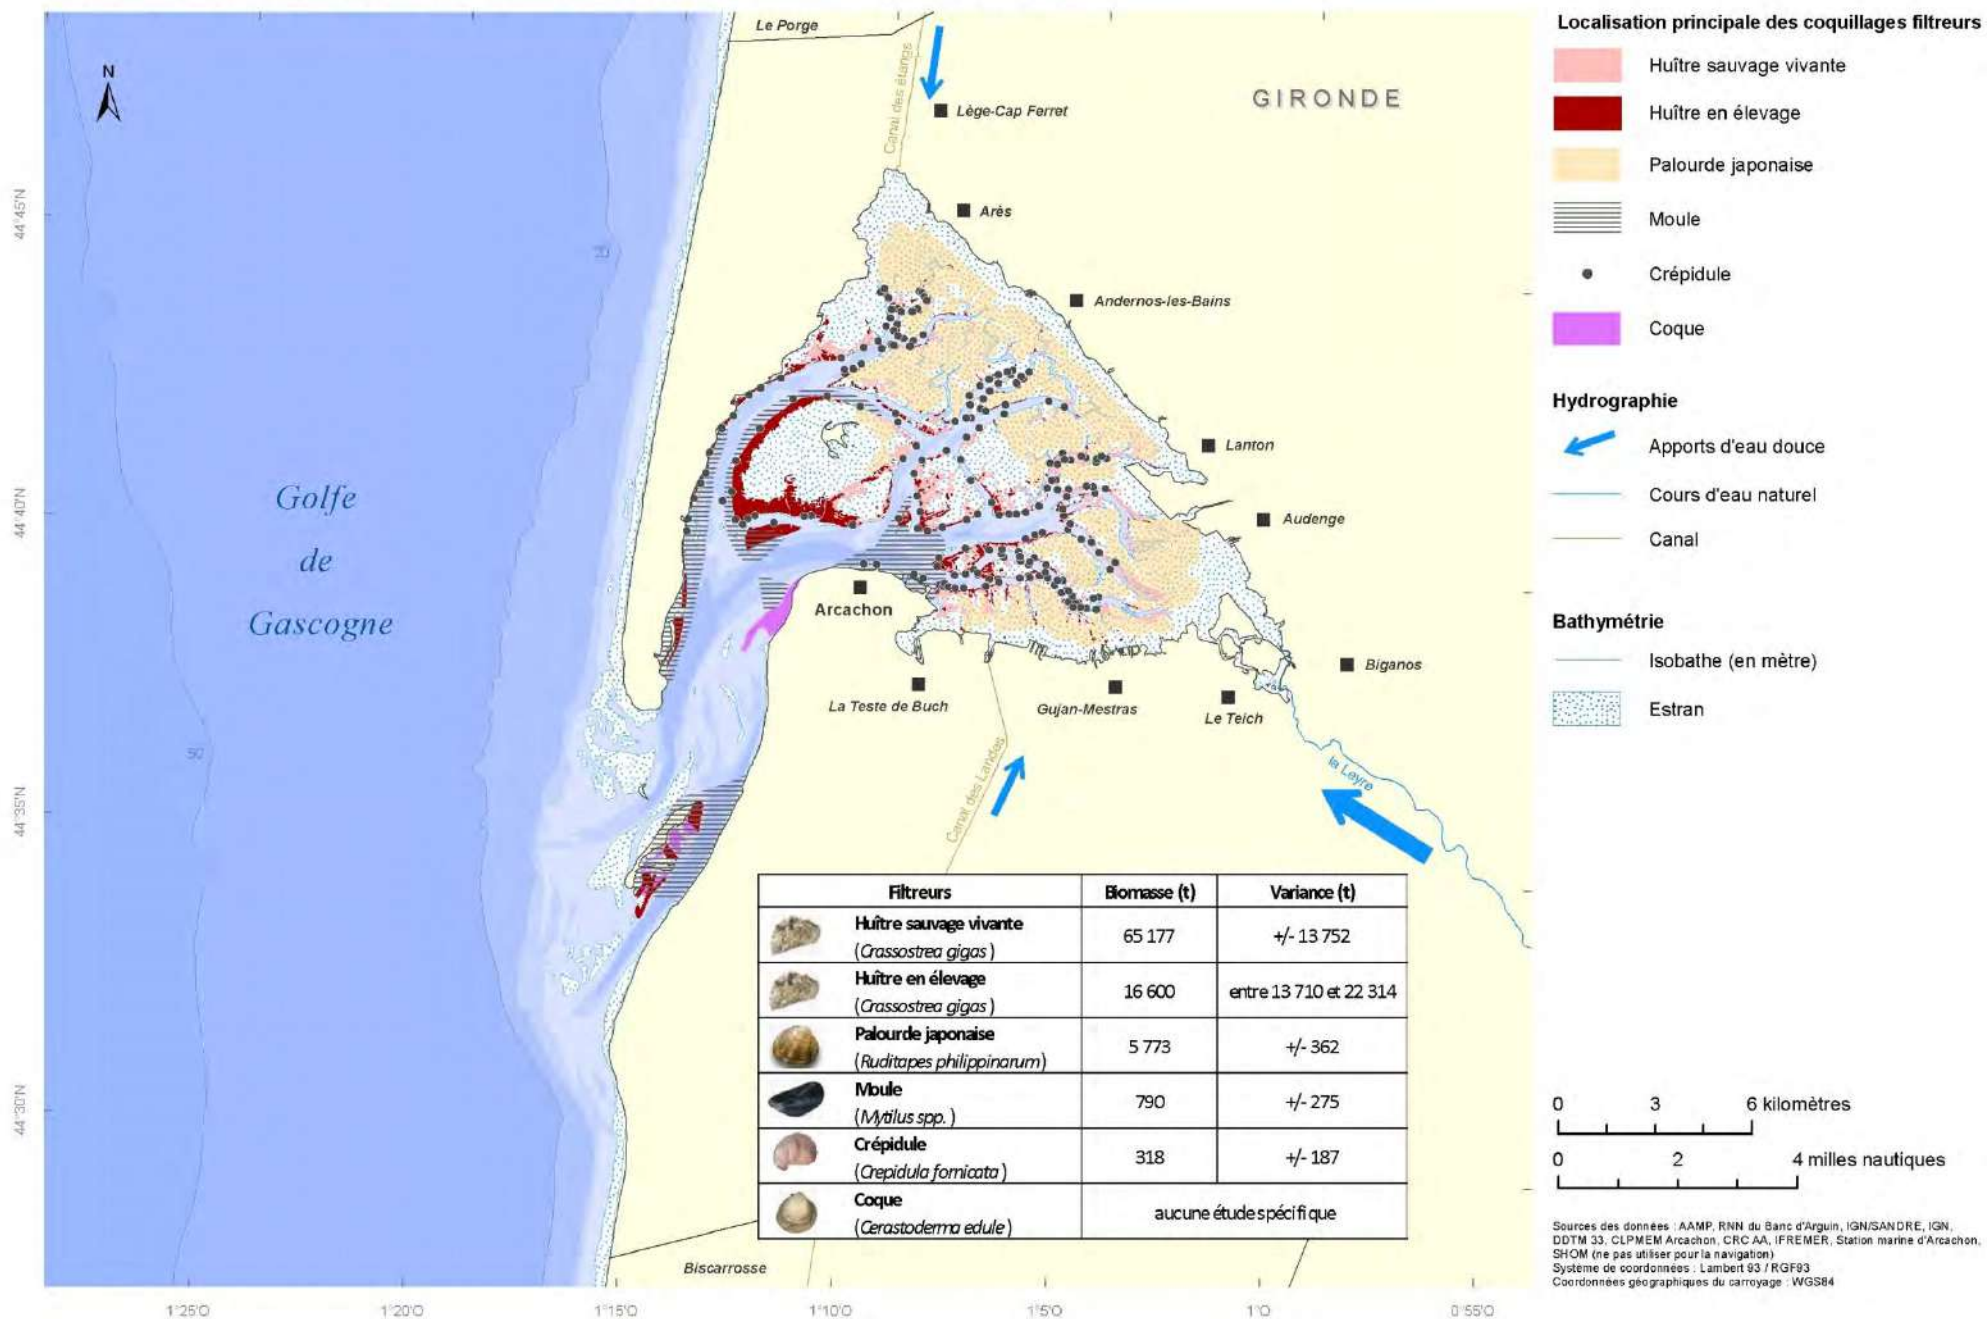 Le Porge
N
Canal des étangs
Lège-Cap Ferret
GIRONDE
Arès
20
Andernos-les-Bains
Lanton
Golfe
de
Gascogne
Audenge
Arcachon
Biganos
La Teste de Buch
Gujan-Mestras
Le Teich
50
Canal des Landes
la Leyre
Biscarrosse
44°45'N
44°40'N
44°35'N
44°30'N
1°25'O
1°20'O
1°15'O
1°10'O
1°5'O
1°O
0°55'O
Filtreurs Biomasse (t) Variance (t)
Huître sauvage vivante
(Crassostrea gigas) 65 177 +/- 13 752
Huître en élevage
(Crassostrea gigas) 16 600 entre 13 710 et 22 314
Palourde japonaise
(Ruditapes philippinarum) 5 773 +/- 362
Moule
(Mytilus spp.) 790 +/- 275
Crépidule
(Crepidula fornicata) 318 +/- 187
Coque
(Cerastoderma edule) aucune étude spécifique
Localisation principale des coquillages filtreurs
Huître sauvage vivante
Huître en élevage
Palourde japonaise
Moule
Crépidule
Coque
Hydrographie
Apports d'eau douce
Cours d'eau naturel
Canal
Bathymétrie
Isobathe (en mètre)
Estran
0 3 6 kilomètres
0 2 4 milles nautiques
Sources des données : AAMP, RNN du Banc d'Arguin, IGN/SANDRE, IGN,
DDTM 33, CLPMEM Arcachon, CRC AA, IFREMER, Station marine d'Arcachon,
SHOM (ne pas utiliser pour la navigation)
Système de coordonnées : Lambert 93 / RGF93
Coordonnées géographiques du carroyage : WGS84